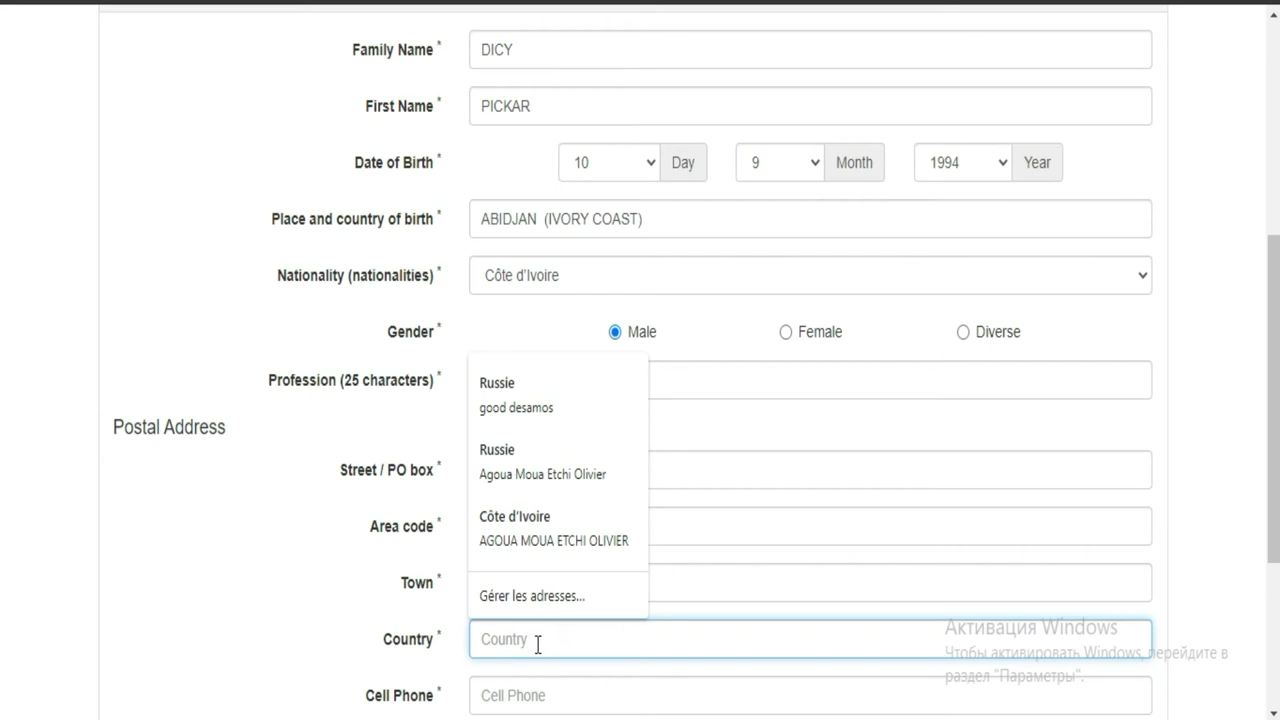 Family Name *
DICY
First Name *
PICKAR
Date of Birth *
10 Day 9 Month 1994 Year
Place and country of birth *
ABIDJAN (IVORY COAST)
Nationality (nationalities) *
Côte d'Ivoire
Gender *
Male Female Diverse
Profession (25 characters) *
Russie
good desamos
Postal Address
Russie
Agoua Moua Etchi Olivier
Street / PO box *
Côte d'Ivoire
AGOUA MOUA ETCHI OLIVIER
Area code *
Town *
Gérer les adresses...
Country *
Country
Активация Windows
Чтобы активировать Windows, перейдите в
раздел "Параметры".
Cell Phone *
Cell Phone